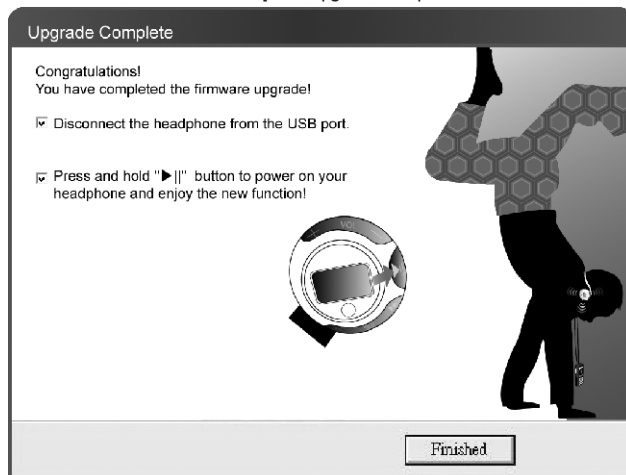 Upgrade Complete
Congratulations!
You have completed the firmware upgrade!
Disconnect the headphone from the USB port.
Press and hold "▶||" button to power on your
headphone and enjoy the new function!
VOL
Finished